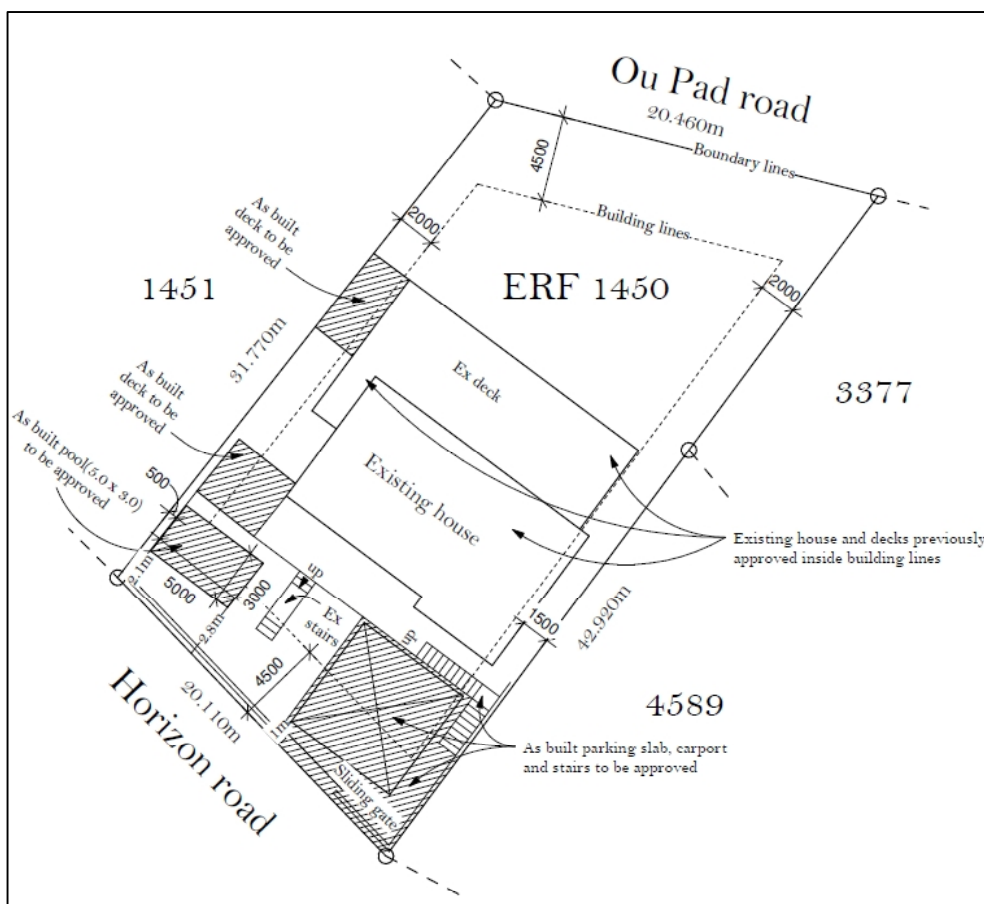 Ou Pad road
20.460m
Boundary lines
4500
Building lines
2000
As built
deck to be
approved
1451
ERF 1450
2000
31.770m
Ex deck
3377
As built
deck to be
approved
As built pool(5.0 x 3.0)
to be approved
500
Existing house
Existing house and decks previously
approved inside building lines
5000
3000
up
Ex
stairs
2.8m
up
1500
42.920m
4500
4589
20.110m
1m
Horizon road
As built parking slab, carport
and stairs to be approved
Sliding gate